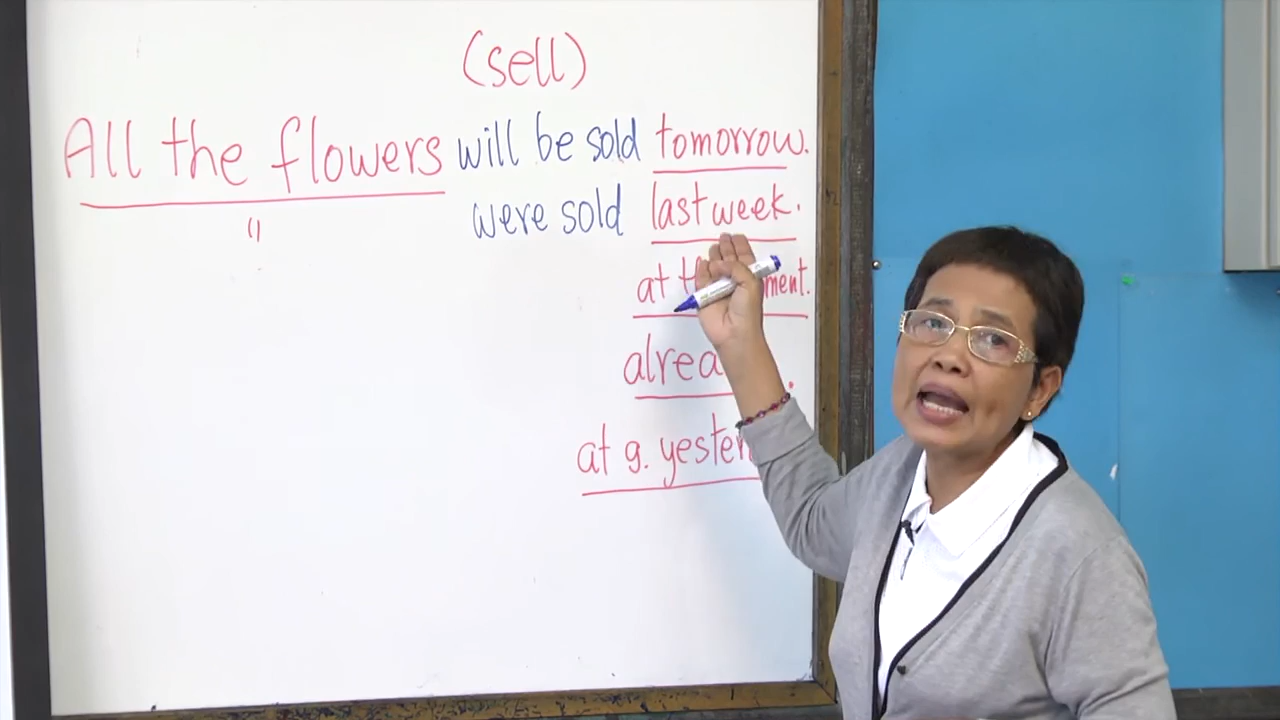 (sell)
All the flowers will be sold tomorrow.
" were sold last week.
at
at 9.